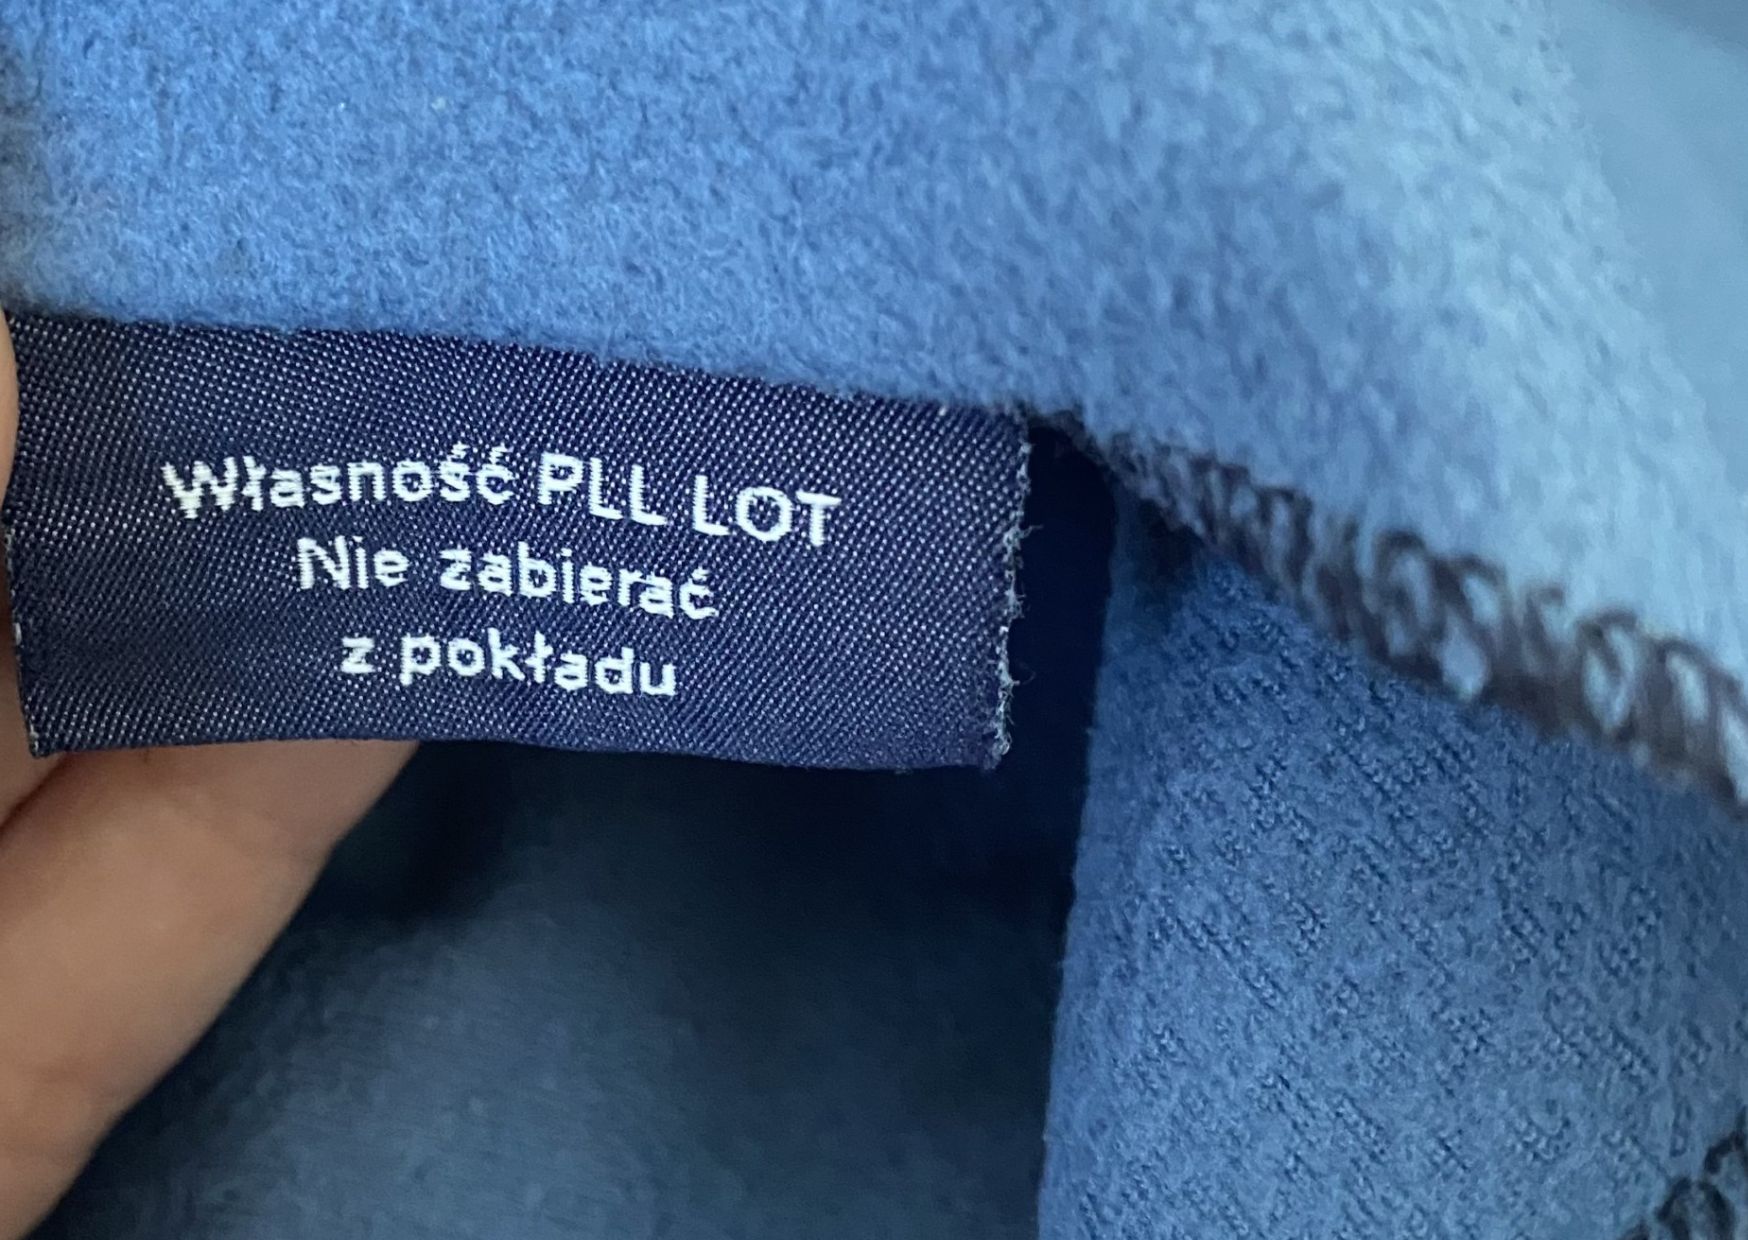 Własność PLL LOT
Nie zabierać
z pokładu